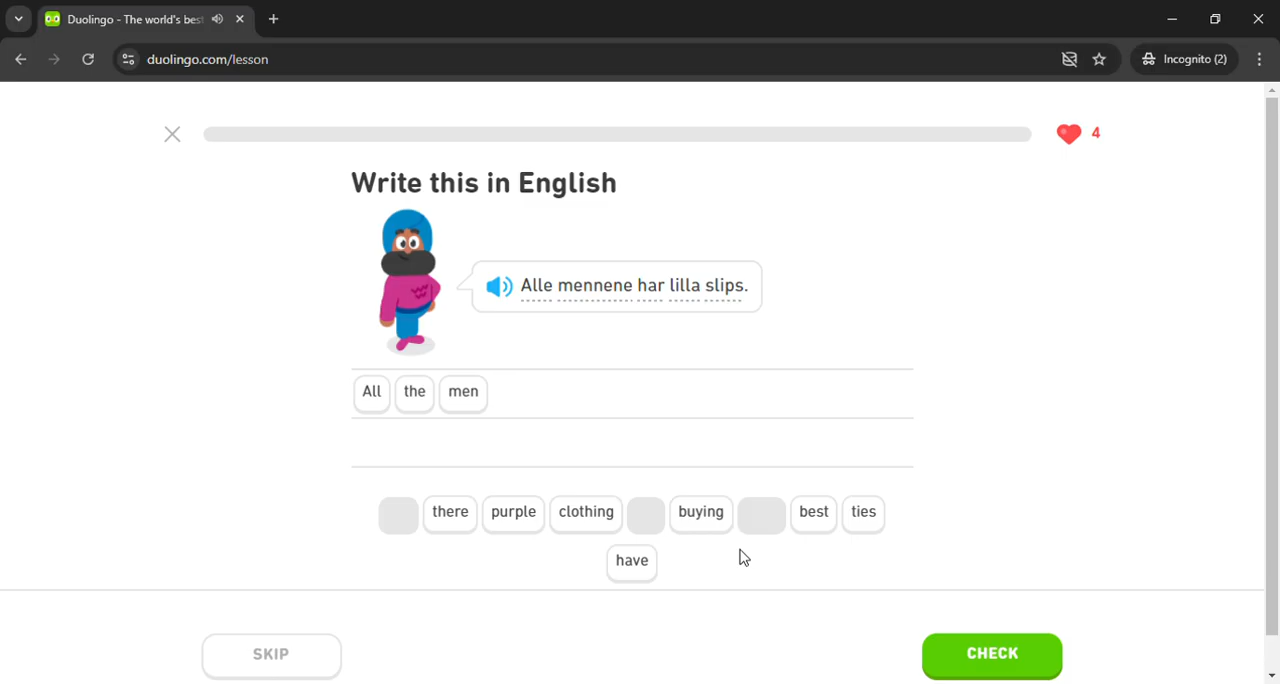 Duolingo - The world's best
duolingo.com/lesson
Incognito (2)
4
Write this in English
Alle mennene har lilla slips.
All the men
there purple clothing buying best ties
have
SKIP
CHECK